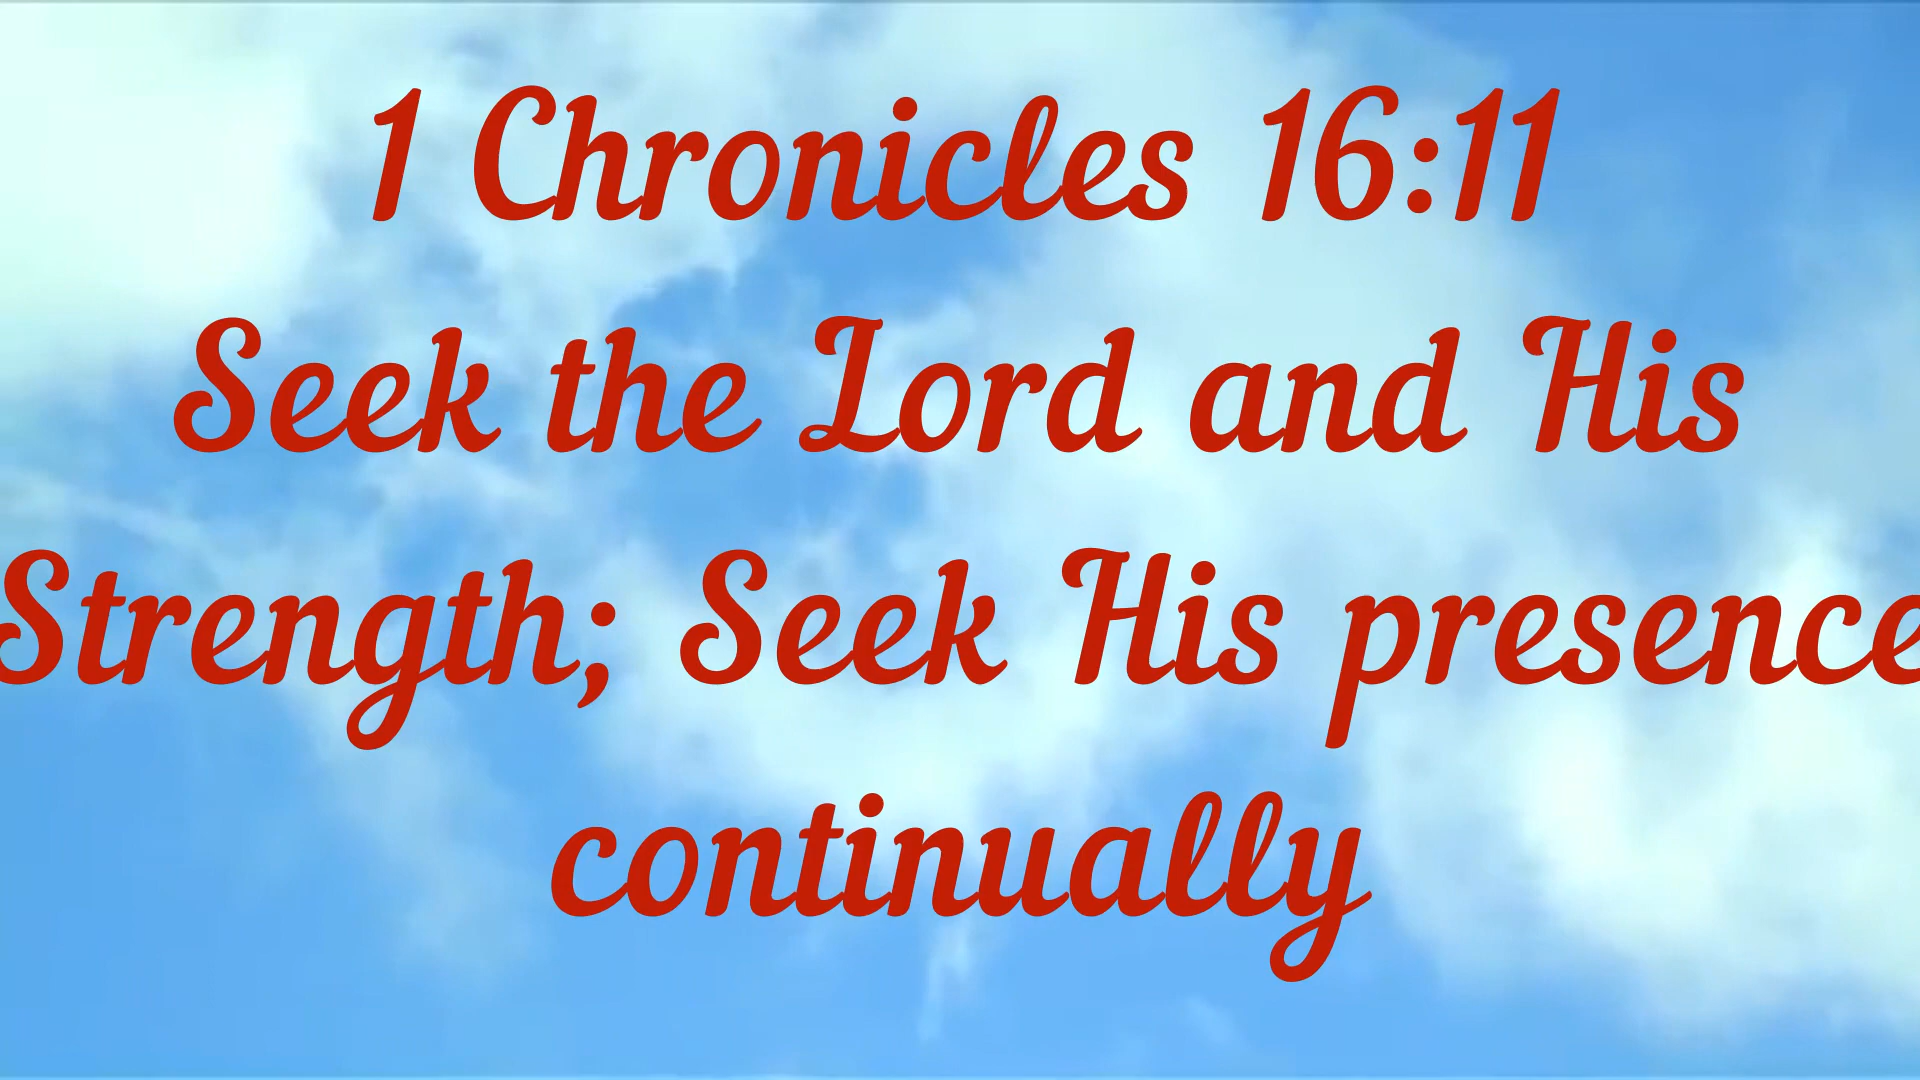 1 Chronicles 16:11
Seek the Lord and His
Strength; Seek His presence
continually